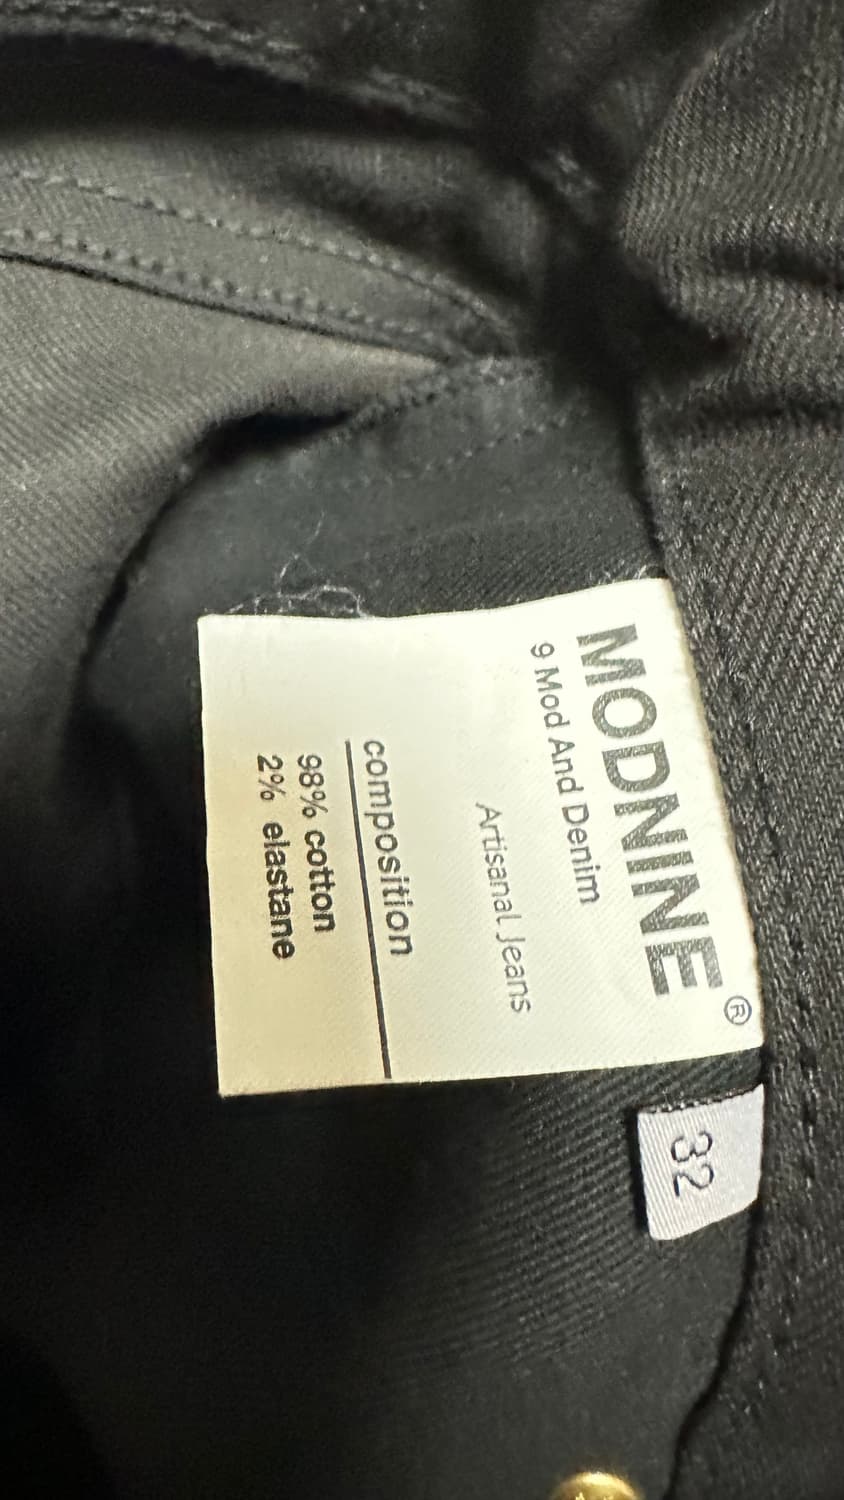 MODNINE®
9 Mod And Denim
Artisanal Jeans
composition
98% cotton
2% elastane
32